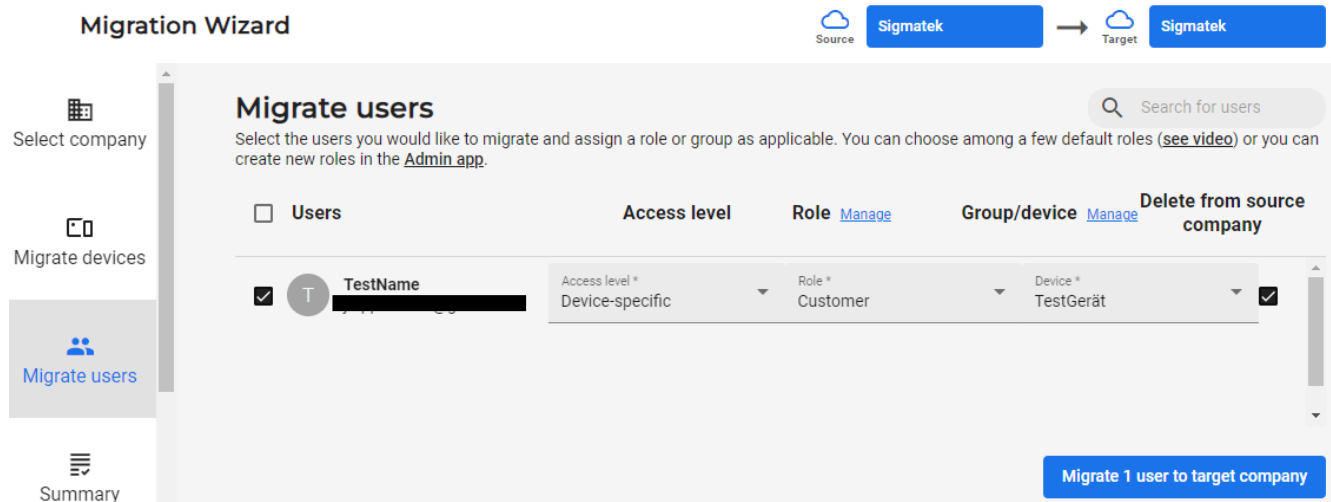 Migration Wizard
Source
Sigmatek
Target
Sigmatek
Select company
Migrate devices
Migrate users
Summary
Migrate users
Search for users
Select the users you would like to migrate and assign a role or group as applicable. You can choose among a few default roles (see video) or you can
create new roles in the Admin app.
Users
Access level
Role Manage
Group/device Manage
Delete from source
company
T
TestName
Access level *
Device-specific
Role *
Customer
Device *
TestGerät
Migrate 1 user to target company